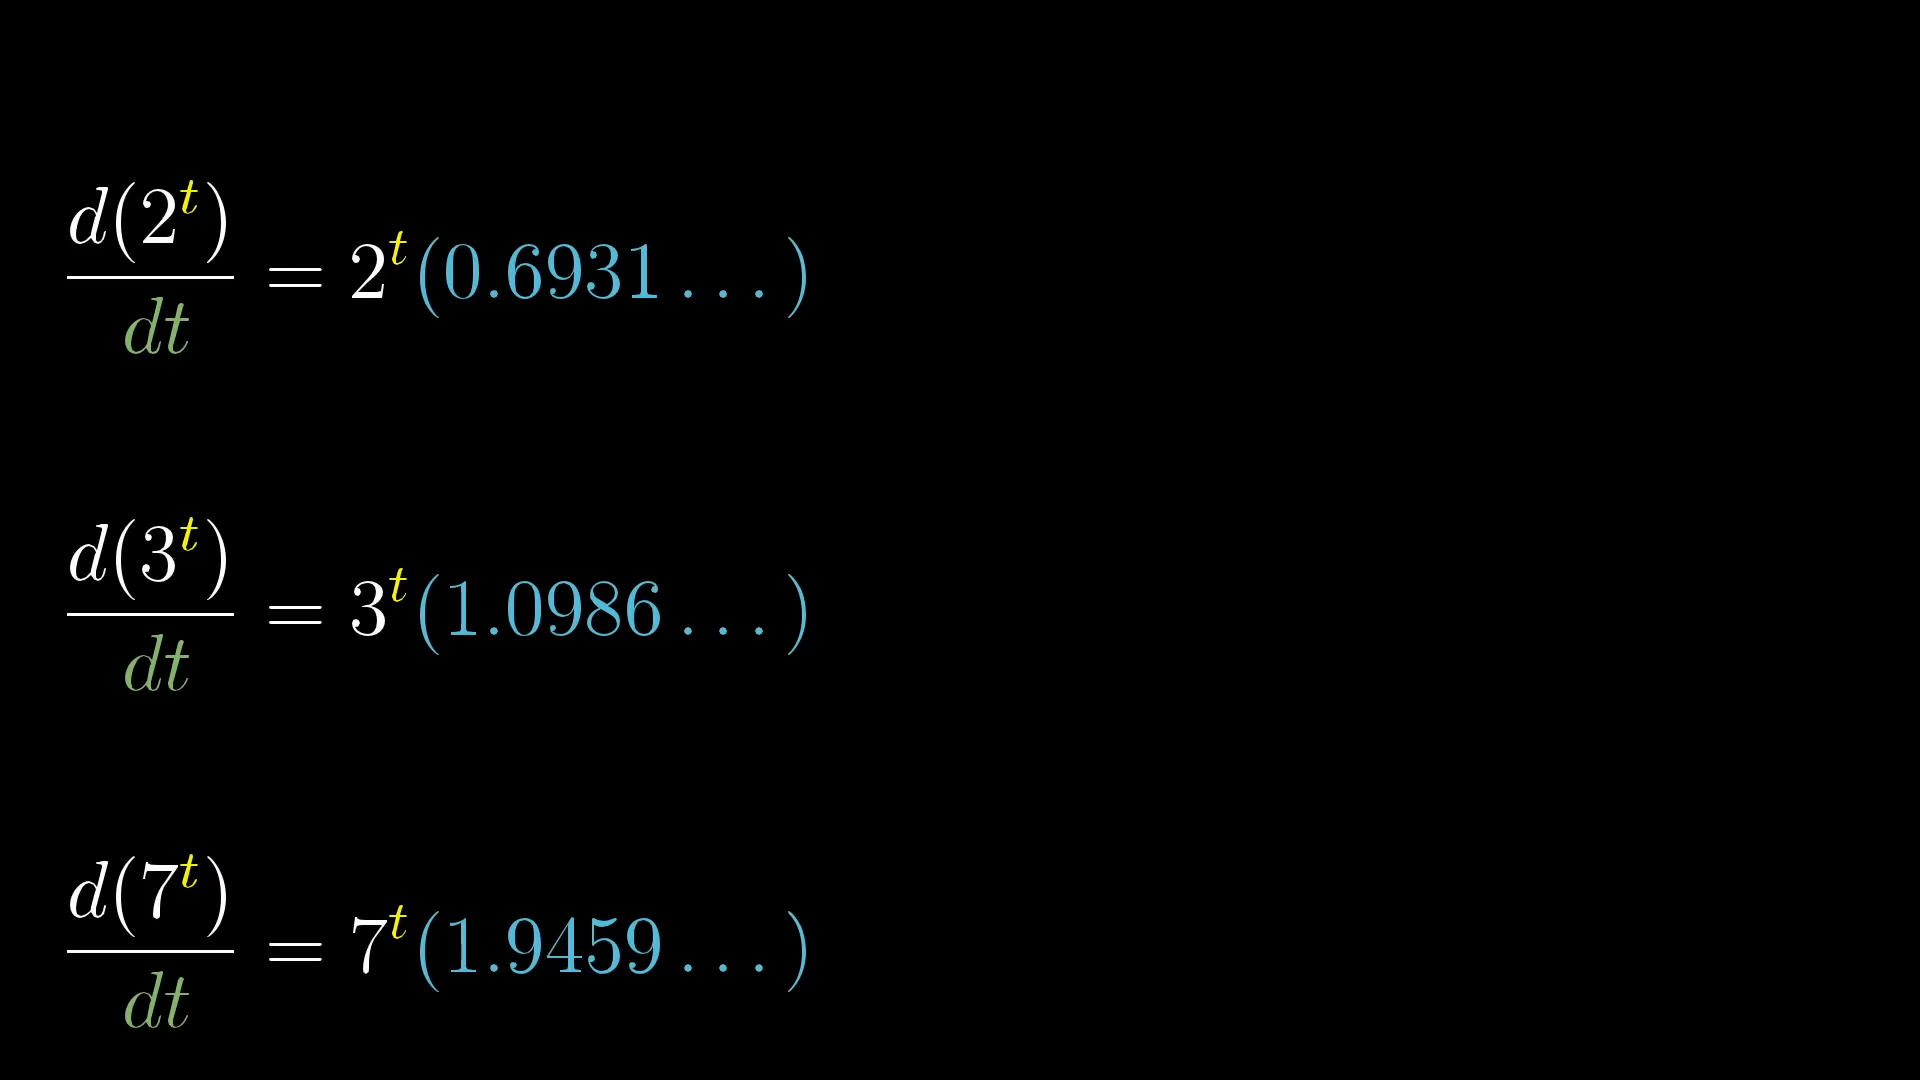 d(2^t)/dt = 2^t(0.6931...)
d(3^t)/dt = 3^t(1.0986...)
d(7^t)/dt = 7^t(1.9459...)